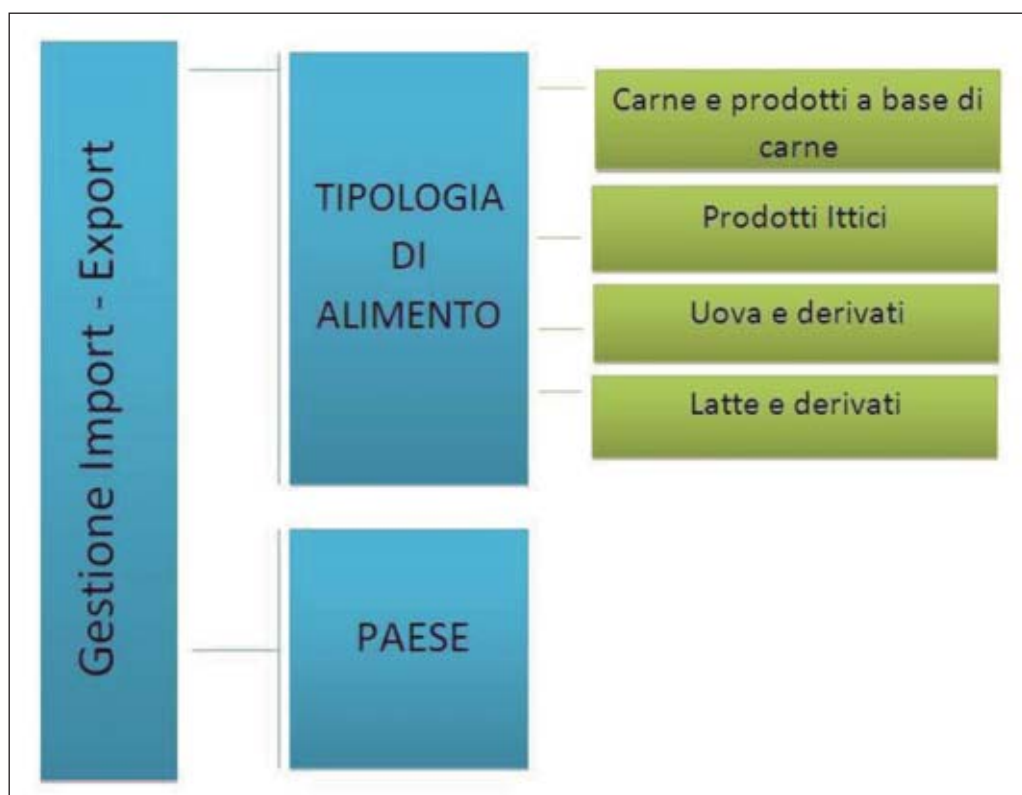 Gestione Import - Export
TIPOLOGIA
DI
ALIMENTO
Carne e prodotti a base di
carne
Prodotti Ittici
Uova e derivati
Latte e derivati
PAESE